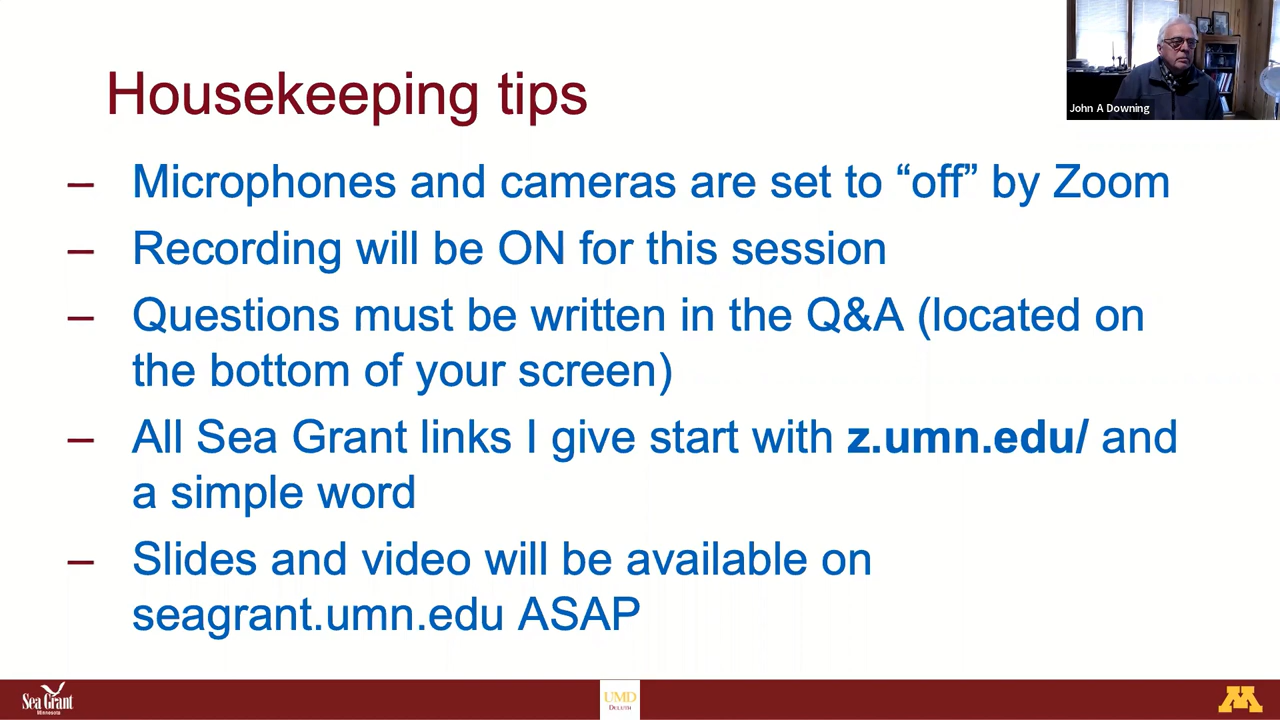 Housekeeping tips
John A Downing
– Microphones and cameras are set to “off” by Zoom
– Recording will be ON for this session
– Questions must be written in the Q&A (located on
the bottom of your screen)
– All Sea Grant links I give start with z.umn.edu/ and
a simple word
– Slides and video will be available on
seagrant.umn.edu ASAP
Sea Grant
Minnesota
UMD
Duluth
M